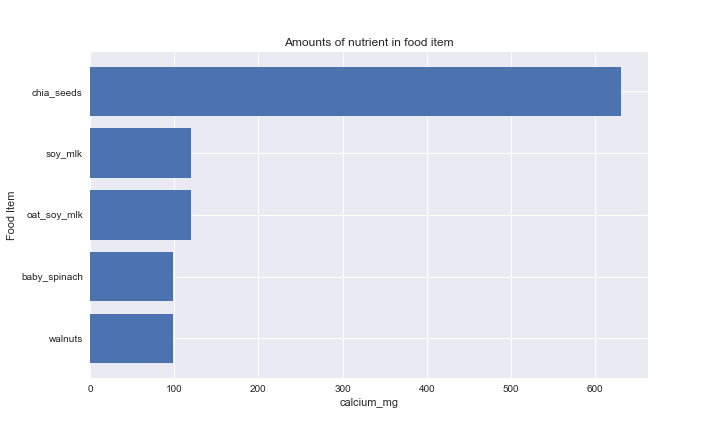 Amounts of nutrient in food item
Food Item
chia_seeds
soy_mlk
oat_soy_mlk
baby_spinach
walnuts
0 100 200 300 400 500 600
calcium_mg